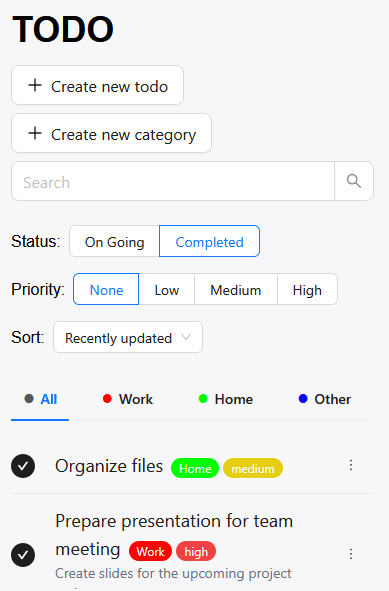 TODO
Create new todo
Create new category
Search
Status: On Going Completed
Priority: None Low Medium High
Sort: Recently updated
All Work Home Other
Organize files Home medium
Prepare presentation for team
meeting Work high
Create slides for the upcoming project